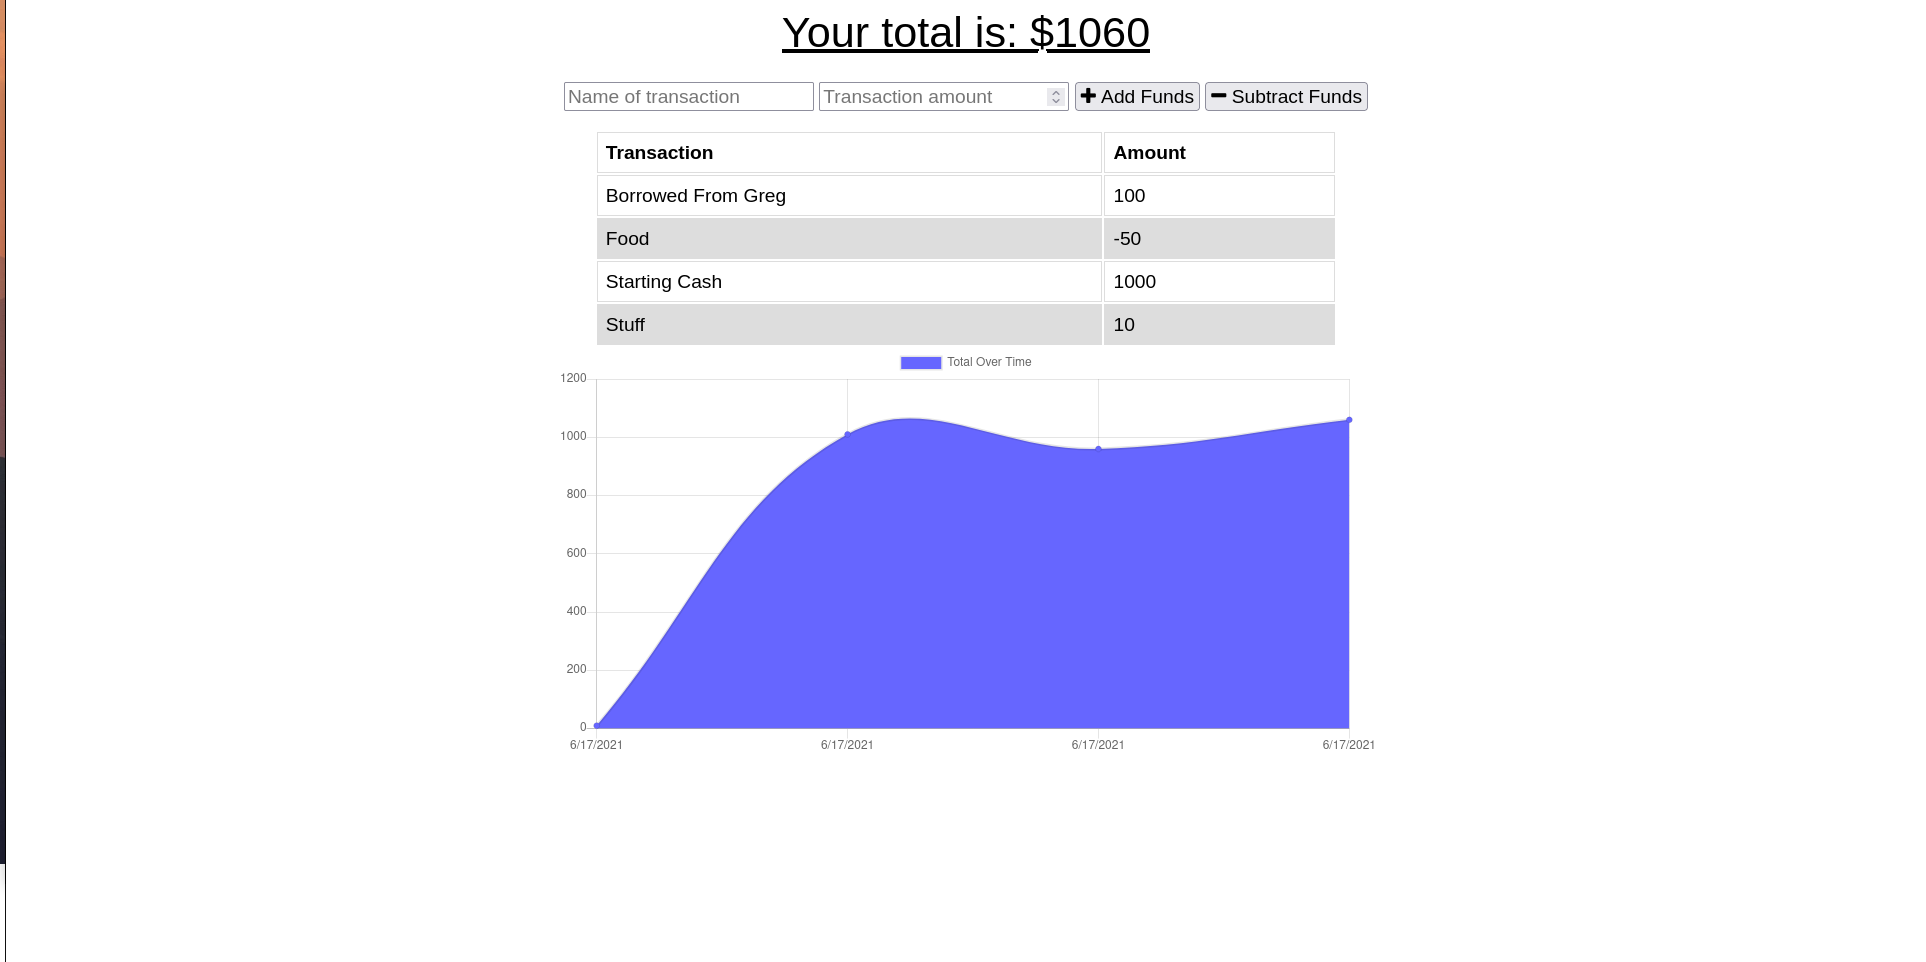 Your total is: $1060
Name of transaction Transaction amount Add Funds Subtract Funds
Transaction Amount
Borrowed From Greg 100
Food -50
Starting Cash 1000
Stuff 10
Total Over Time
1200
1000
800
600
400
200
0
6/17/2021 6/17/2021 6/17/2021 6/17/2021